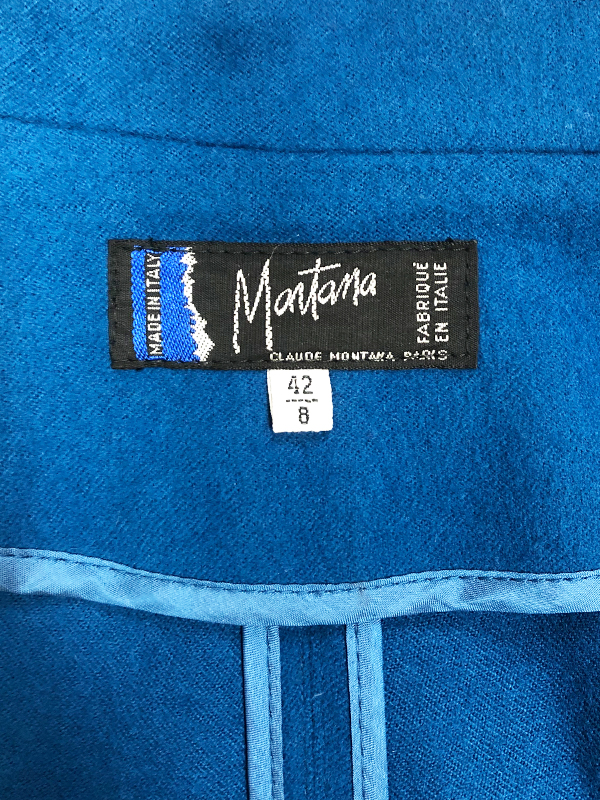 MADE IN ITALY
Montana
CLAUDE MONTANA PARIS
FABRIQUÉ
EN ITALIE
42
8